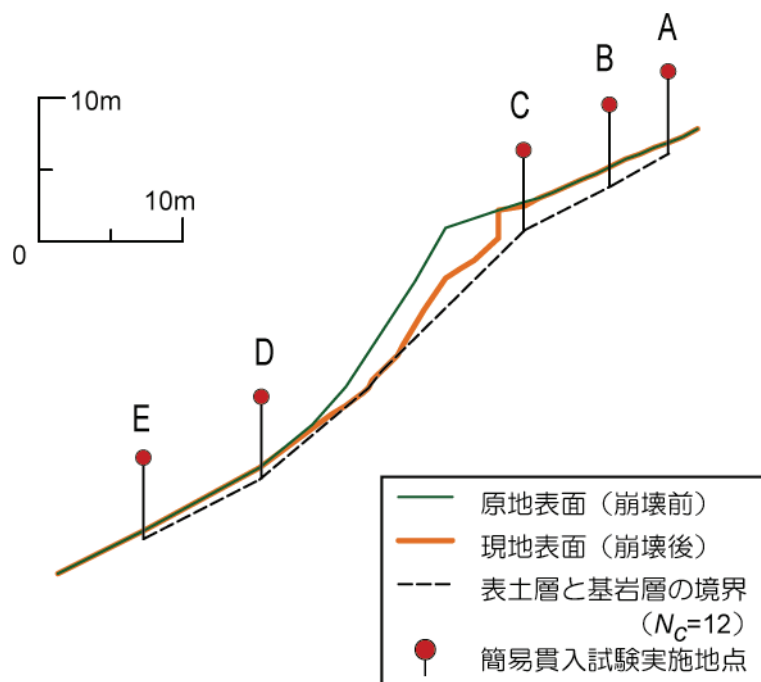 A
B
C
10m
10m
0
D
E
原地表面（崩壊前）
現地表面（崩壊後）
表土層と基岩層の境界
（NC=12）
簡易貫入試験実施地点